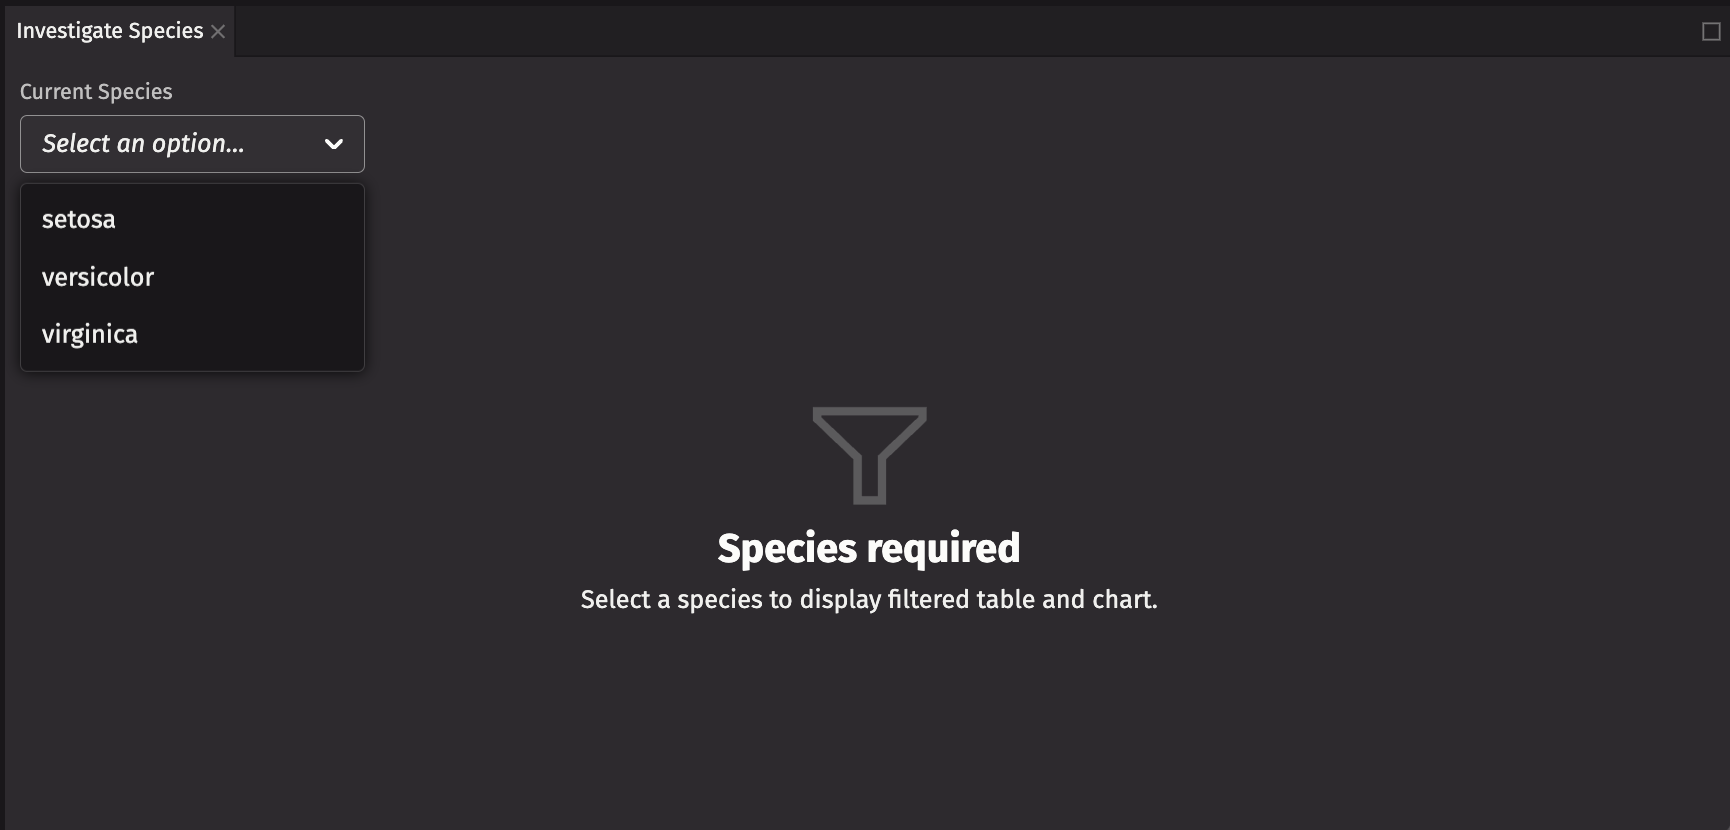 Investigate Species
Current Species
Select an option...
setosa
versicolor
virginica
Species required
Select a species to display filtered table and chart.